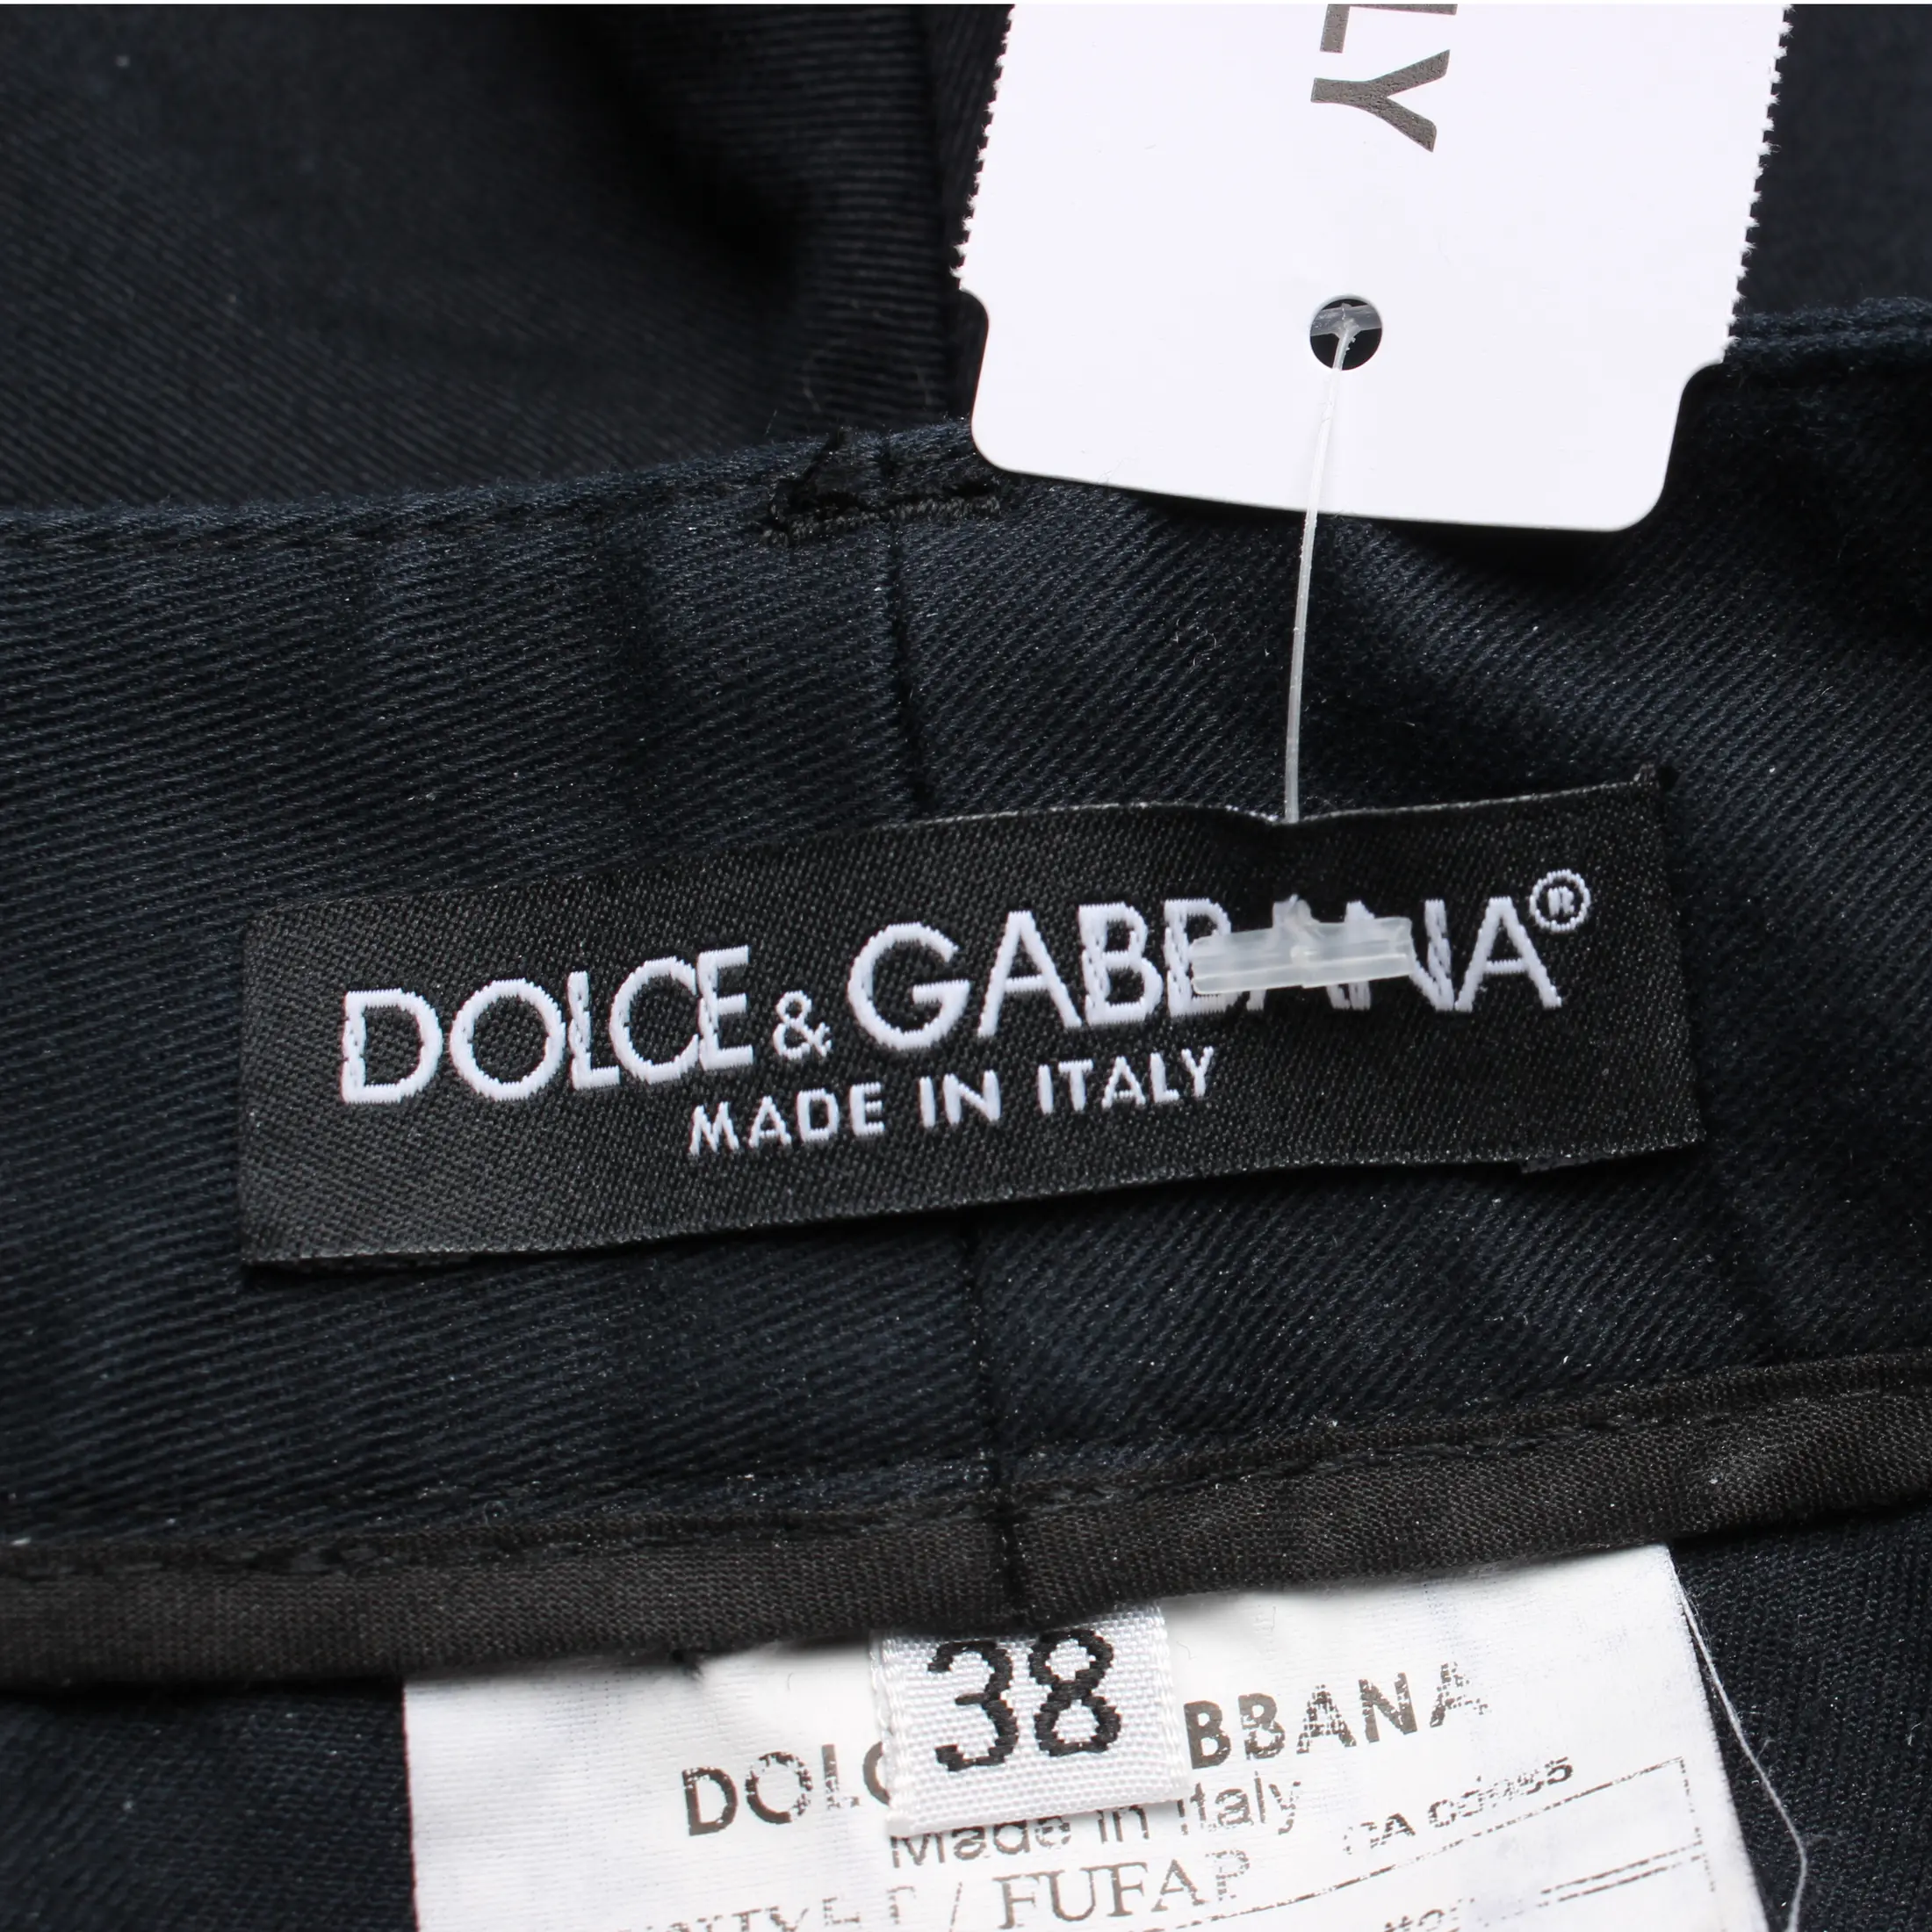 LY
DOLCE & GABBANA®
MADE IN ITALY
38
DOLC BBANA
Made in Italy
/ FUFAP